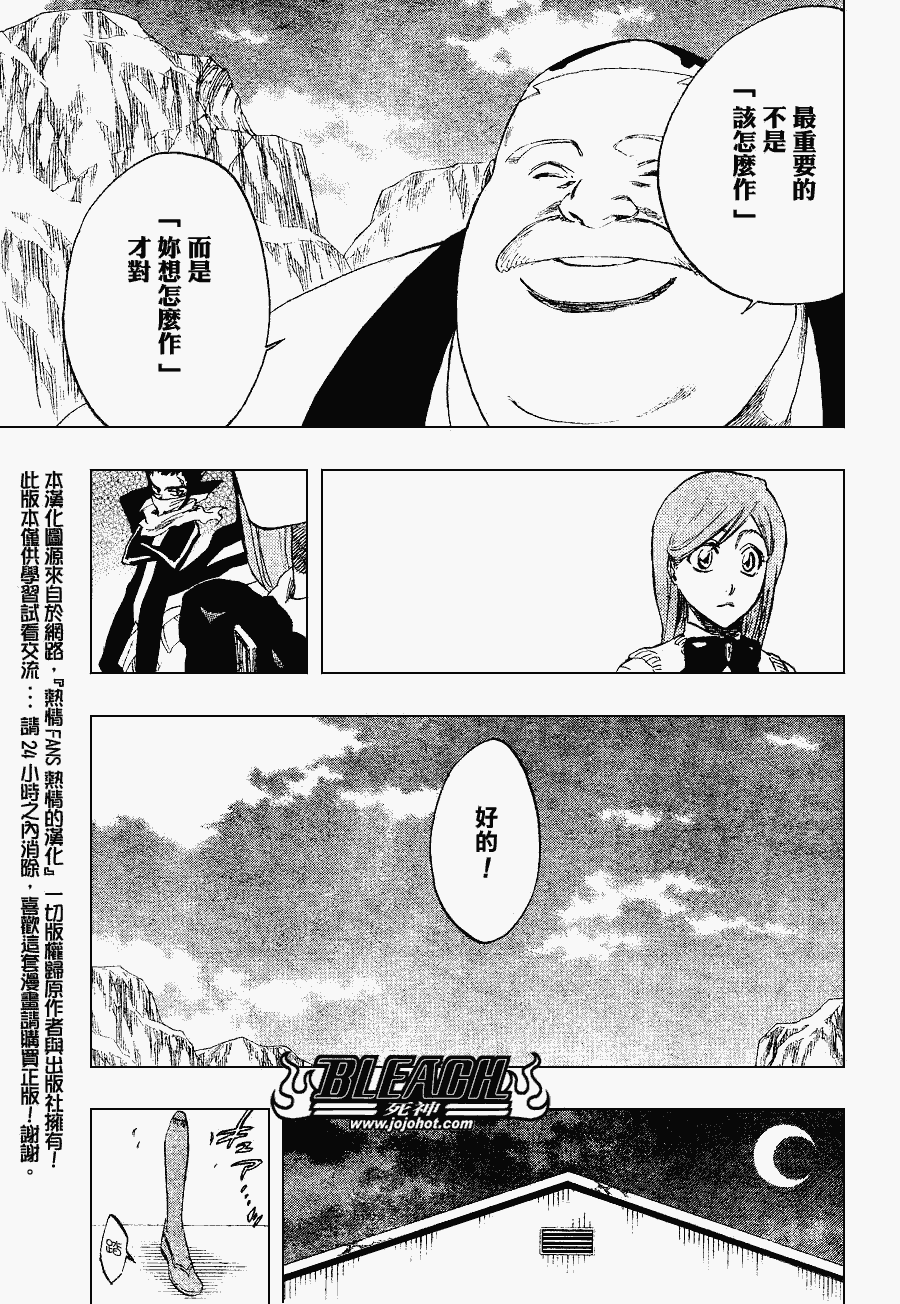 最重要的
不是
「該怎麼作」
而是
「妳想怎麼作」
才對
好的！
BLEACH
死神
www.jojohot.com
ギュア…
踏
本漢化圖源來自於網路，『熱情FANS 熱情的漢化』一切版權歸原作者與出版社擁有！
此版本僅供學習試看交流…請24小時之內消除，喜歡這套漫畫請購買正版！謝謝。